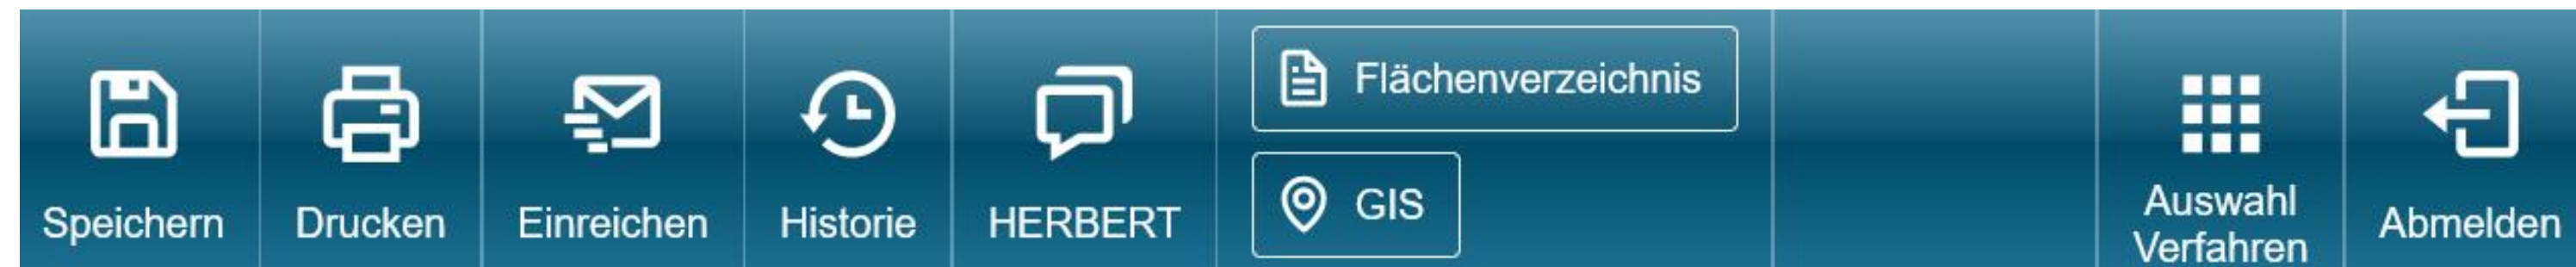 Speichern
Drucken
Einreichen
Historie
HERBERT
Flächenverzeichnis
GIS
Auswahl
Verfahren
Abmelden